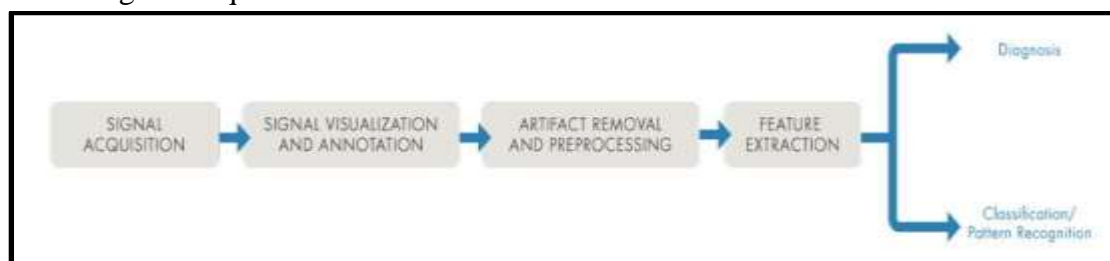 SIGNAL
ACQUISITION
SIGNAL VISUALIZATION
AND ANNOTATION
ARTIFACT REMOVAL
AND PREPROCESSING
FEATURE
EXTRACTION
Diagnosis
Classification/
Pattern Recognition